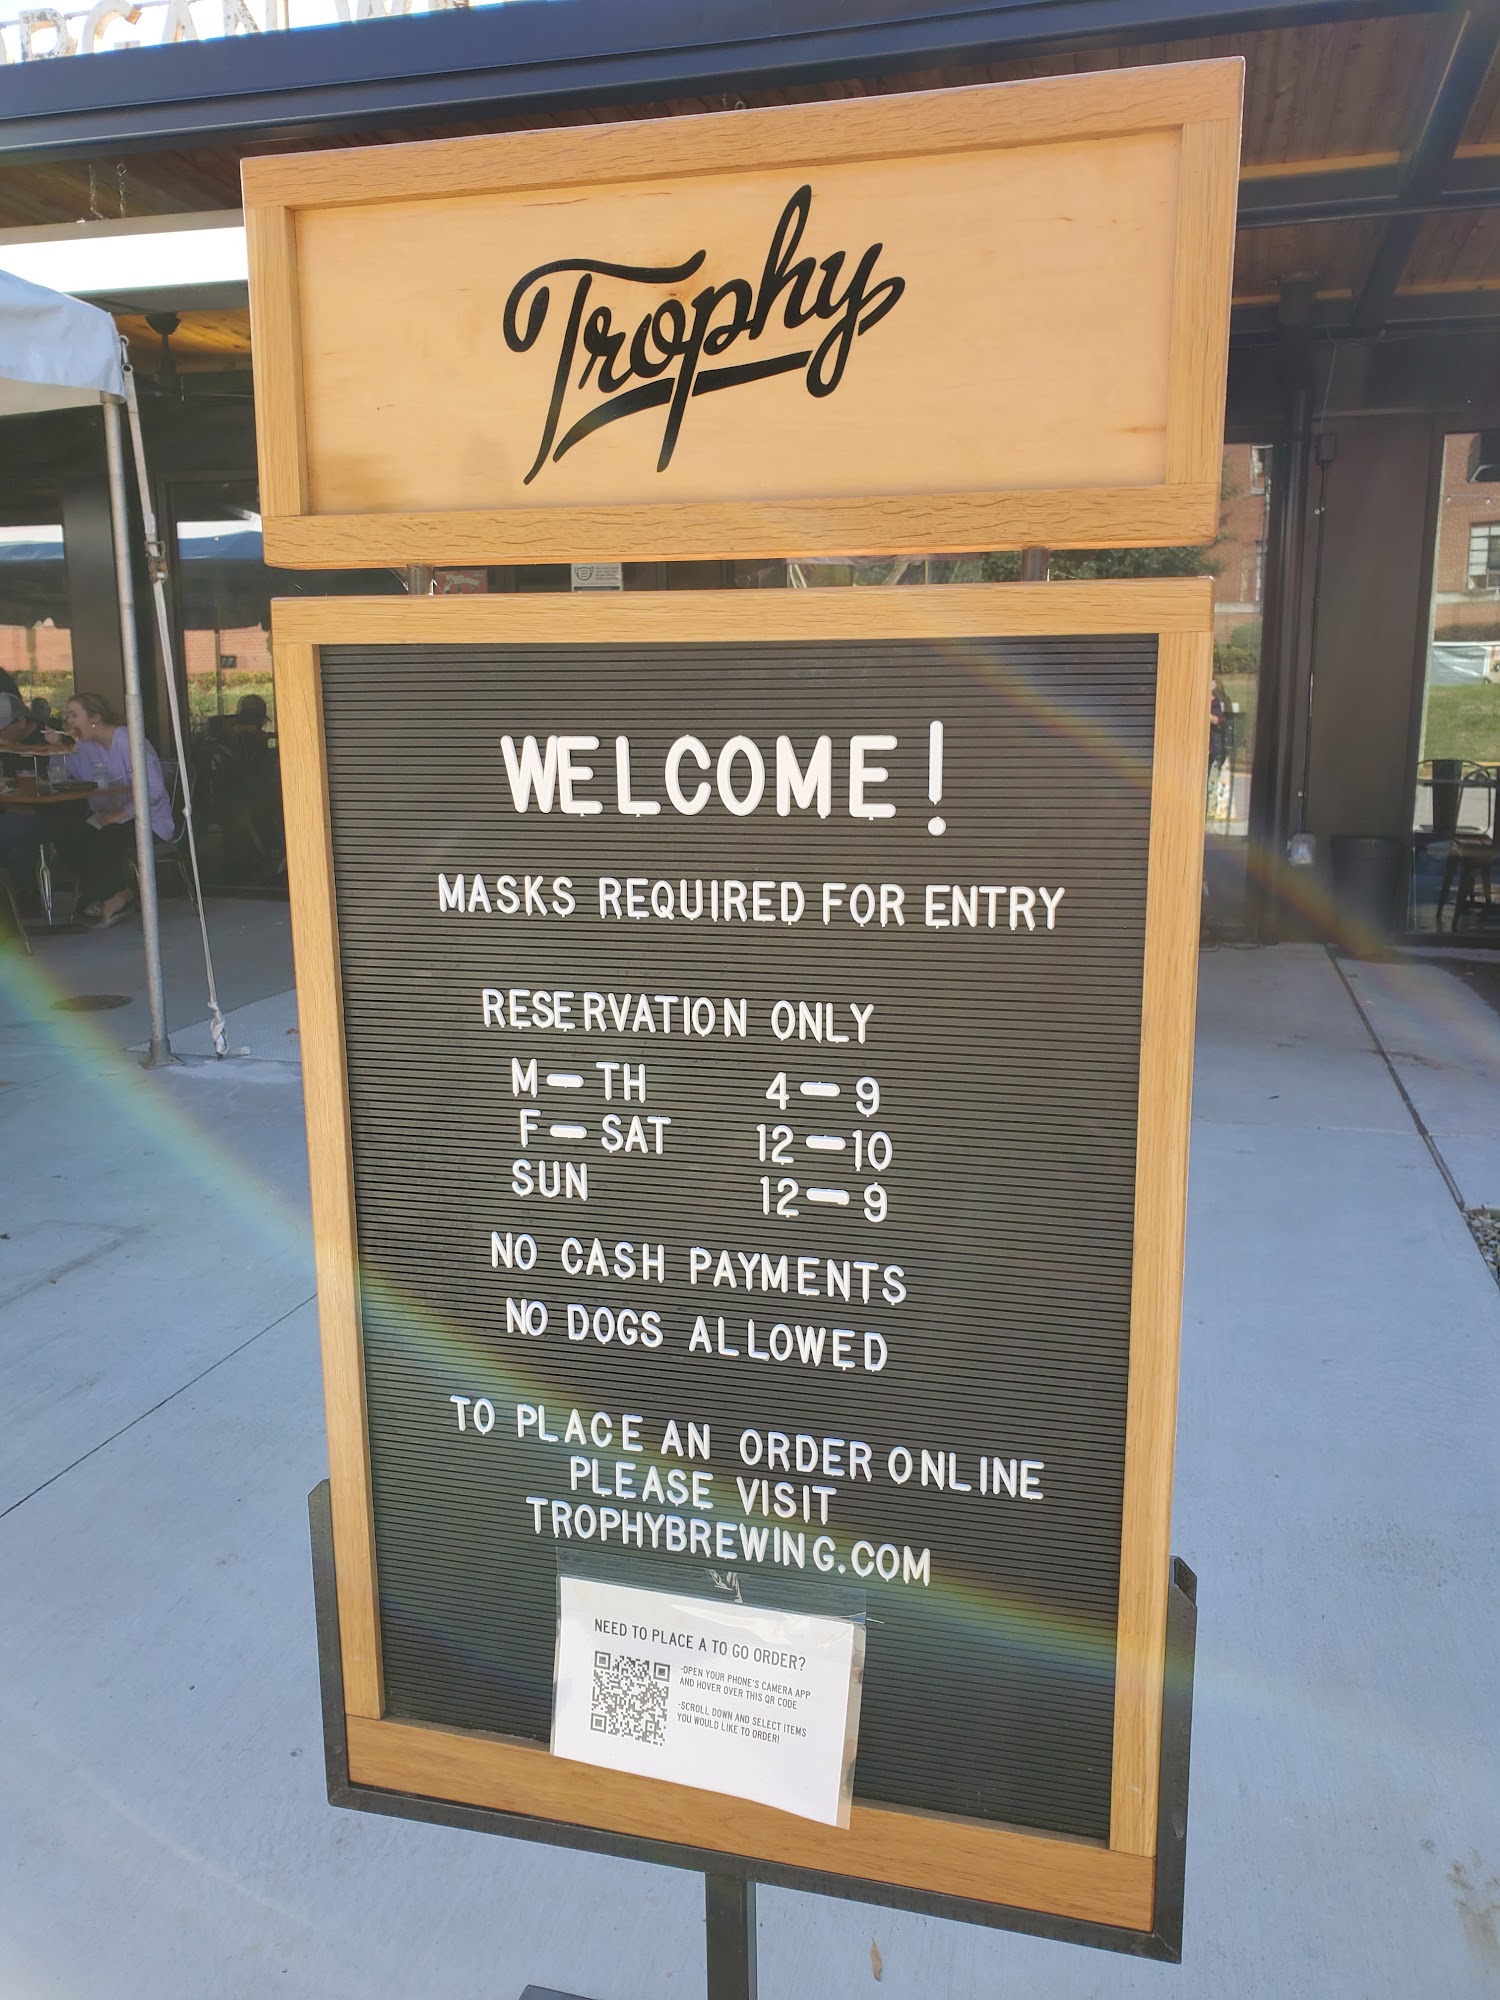 Trophy
WELCOME!
MASKS REQUIRED FOR ENTRY
RESERVATION ONLY
M - TH 4 - 9
F - SAT 12 - 10
SUN 12 - 9
NO CASH PAYMENTS
NO DOGS ALLOWED
TO PLACE AN ORDER ONLINE
PLEASE VISIT
TROPHYBREWING.COM
NEED TO PLACE A TO GO ORDER?
-OPEN YOUR PHONE'S CAMERA APP
AND HOVER OVER THIS QR CODE
-SCROLL DOWN AND SELECT ITEMS
YOU WOULD LIKE TO ORDER!